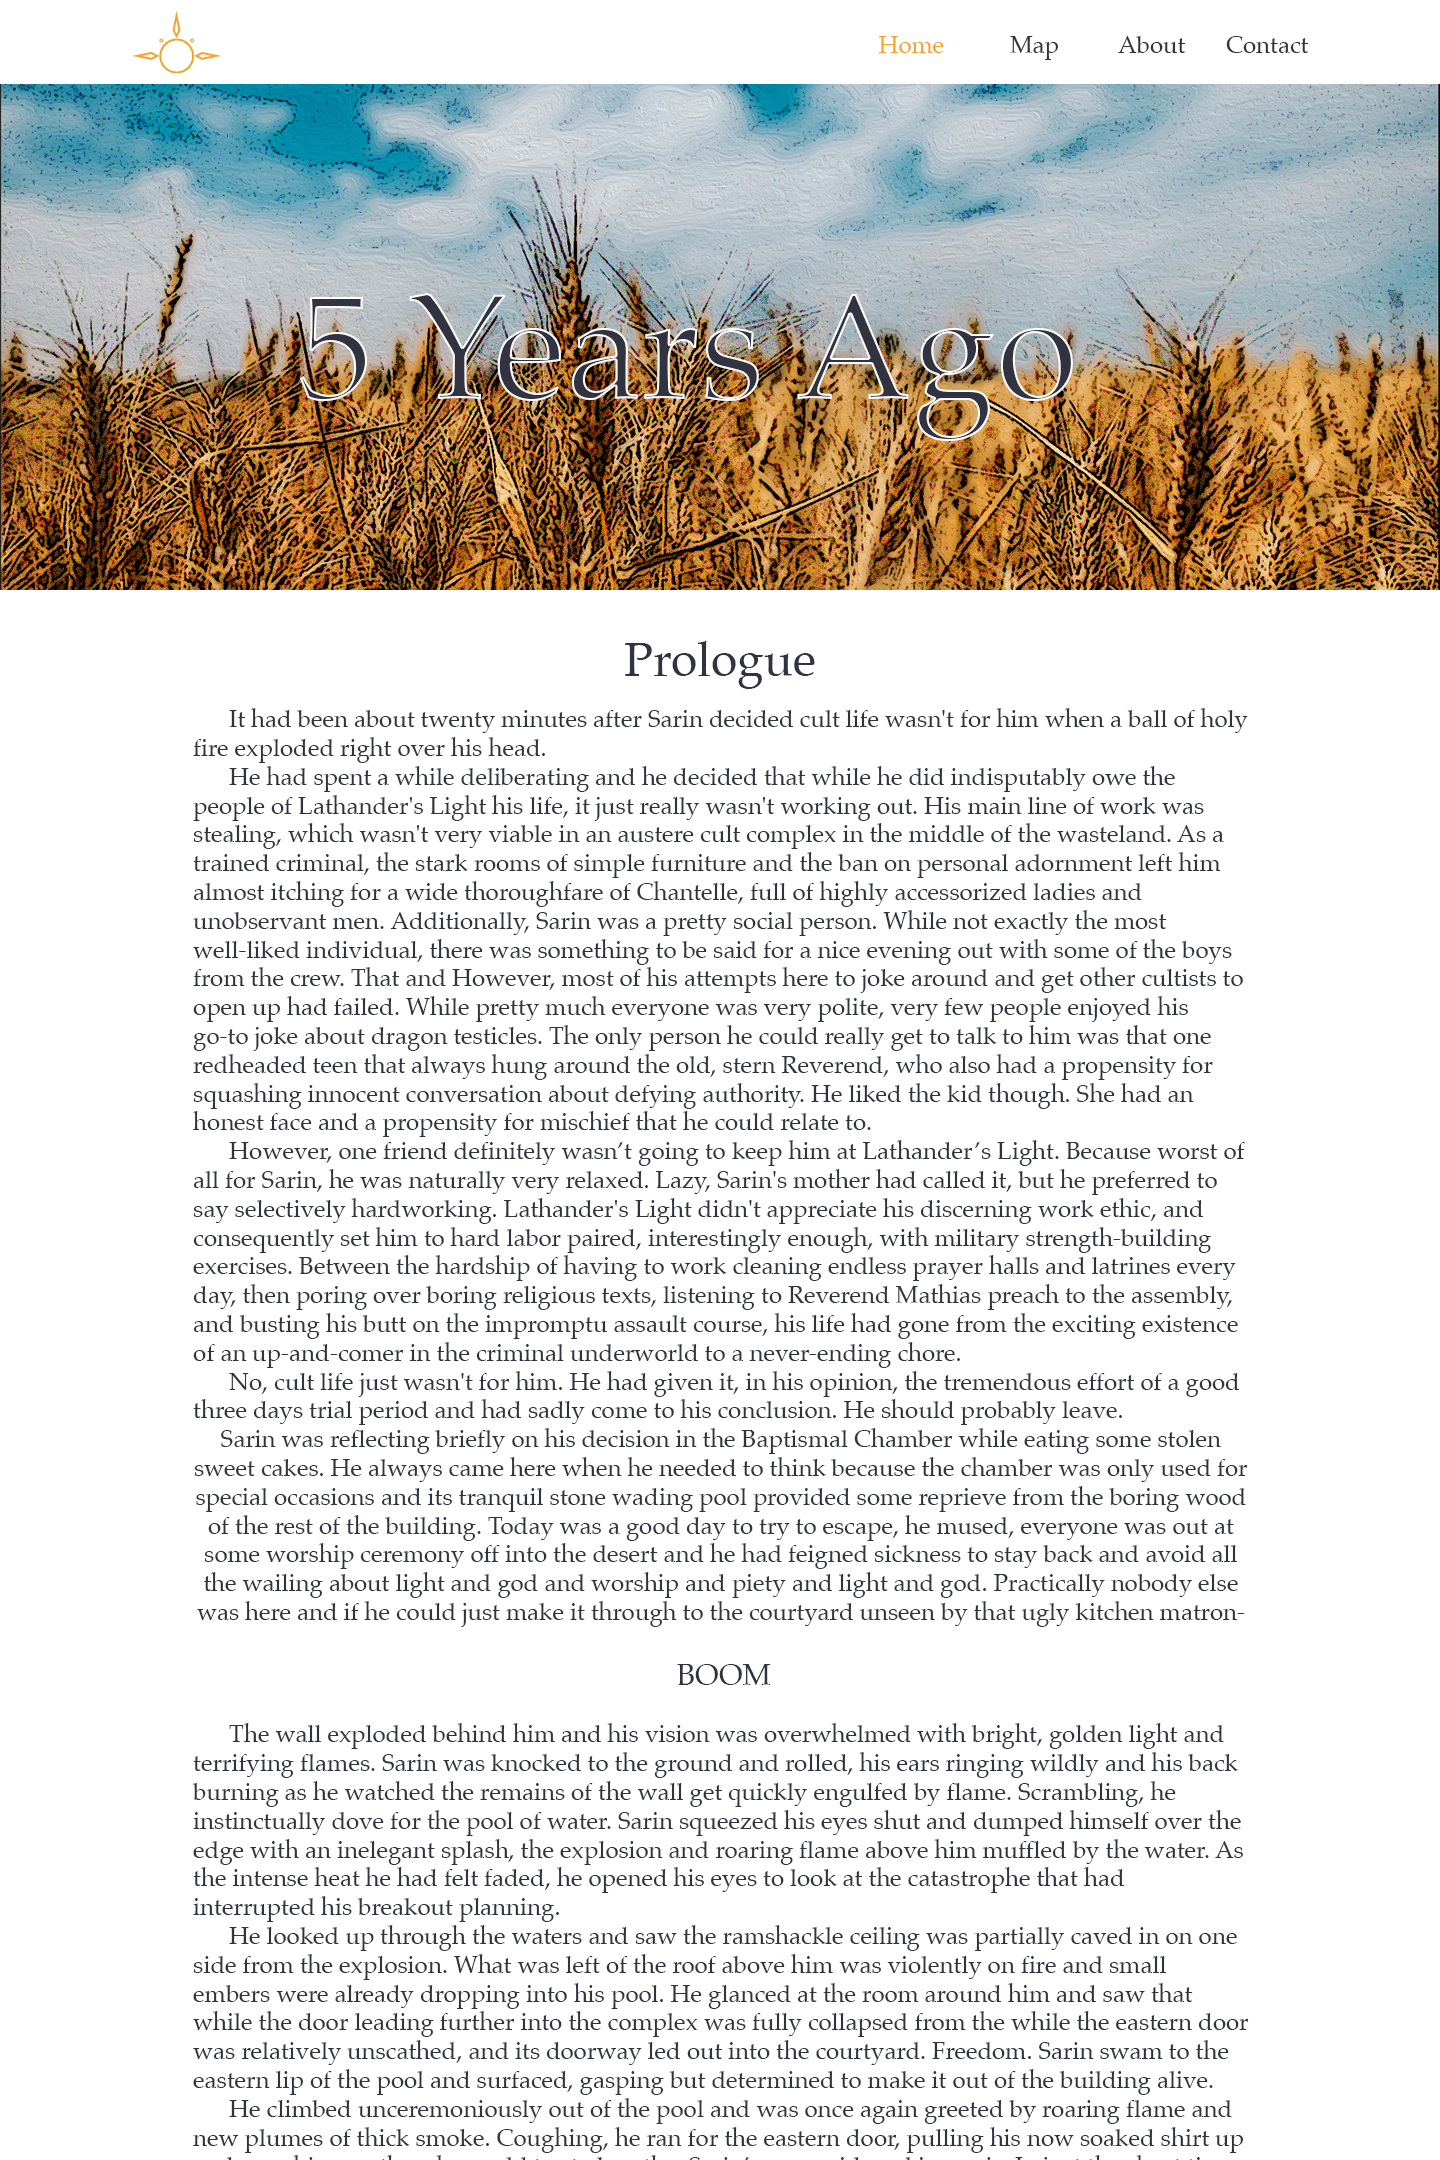 Home Map About Contact
5 Years Ago
Prologue
It had been about twenty minutes after Sarin decided cult life wasn't for him when a ball of holy
fire exploded right over his head.
He had spent a while deliberating and he decided that while he did indisputably owe the
people of Lathander's Light his life, it just really wasn't working out. His main line of work was
stealing, which wasn't very viable in an austere cult complex in the middle of the wasteland. As a
trained criminal, the stark rooms of simple furniture and the ban on personal adornment left him
almost itching for a wide thoroughfare of Chantelle, full of highly accessorized ladies and
unobservant men. Additionally, Sarin was a pretty social person. While not exactly the most
well-liked individual, there was something to be said for a nice evening out with some of the boys
from the crew. That and However, most of his attempts here to joke around and get other cultists to
open up had failed. While pretty much everyone was very polite, very few people enjoyed his
go-to joke about dragon testicles. The only person he could really get to talk to him was that one
redheaded teen that always hung around the old, stern Reverend, who also had a propensity for
squashing innocent conversation about defying authority. He liked the kid though. She had an
honest face and a propensity for mischief that he could relate to.
However, one friend definitely wasn’t going to keep him at Lathander’s Light. Because worst of
all for Sarin, he was naturally very relaxed. Lazy, Sarin's mother had called it, but he preferred to
say selectively hardworking. Lathander's Light didn't appreciate his discerning work ethic, and
consequently set him to hard labor paired, interestingly enough, with military strength-building
exercises. Between the hardship of having to work cleaning endless prayer halls and latrines every
day, then poring over boring religious texts, listening to Reverend Mathias preach to the assembly,
and busting his butt on the impromptu assault course, his life had gone from the exciting existence
of an up-and-comer in the criminal underworld to a never-ending chore.
No, cult life just wasn't for him. He had given it, in his opinion, the tremendous effort of a good
three days trial period and had sadly come to his conclusion. He should probably leave.
Sarin was reflecting briefly on his decision in the Baptismal Chamber while eating some stolen
sweet cakes. He always came here when he needed to think because the chamber was only used for
special occasions and its tranquil stone wading pool provided some reprieve from the boring wood
of the rest of the building. Today was a good day to try to escape, he mused, everyone was out at
some worship ceremony off into the desert and he had feigned sickness to stay back and avoid all
the wailing about light and god and worship and piety and light and god. Practically nobody else
was here and if he could just make it through to the courtyard unseen by that ugly kitchen matron-
BOOM
The wall exploded behind him and his vision was overwhelmed with bright, golden light and
terrifying flames. Sarin was knocked to the ground and rolled, his ears ringing wildly and his back
burning as he watched the remains of the wall get quickly engulfed by flame. Scrambling, he
instinctually dove for the pool of water. Sarin squeezed his eyes shut and dumped himself over the
edge with an inelegant splash, the explosion and roaring flame above him muffled by the water. As
the intense heat he had felt faded, he opened his eyes to look at the catastrophe that had
interrupted his breakout planning.
He looked up through the waters and saw the ramshackle ceiling was partially caved in on one
side from the explosion. What was left of the roof above him was violently on fire and small
embers were already dropping into his pool. He glanced at the room around him and saw that
while the door leading further into the complex was fully collapsed from the while the eastern door
was relatively unscathed, and its doorway led out into the courtyard. Freedom. Sarin swam to the
eastern lip of the pool and surfaced, gasping but determined to make it out of the building alive.
He climbed unceremoniously out of the pool and was once again greeted by roaring flame and
new plumes of thick smoke. Coughing, he ran for the eastern door, pulling his now soaked shirt up